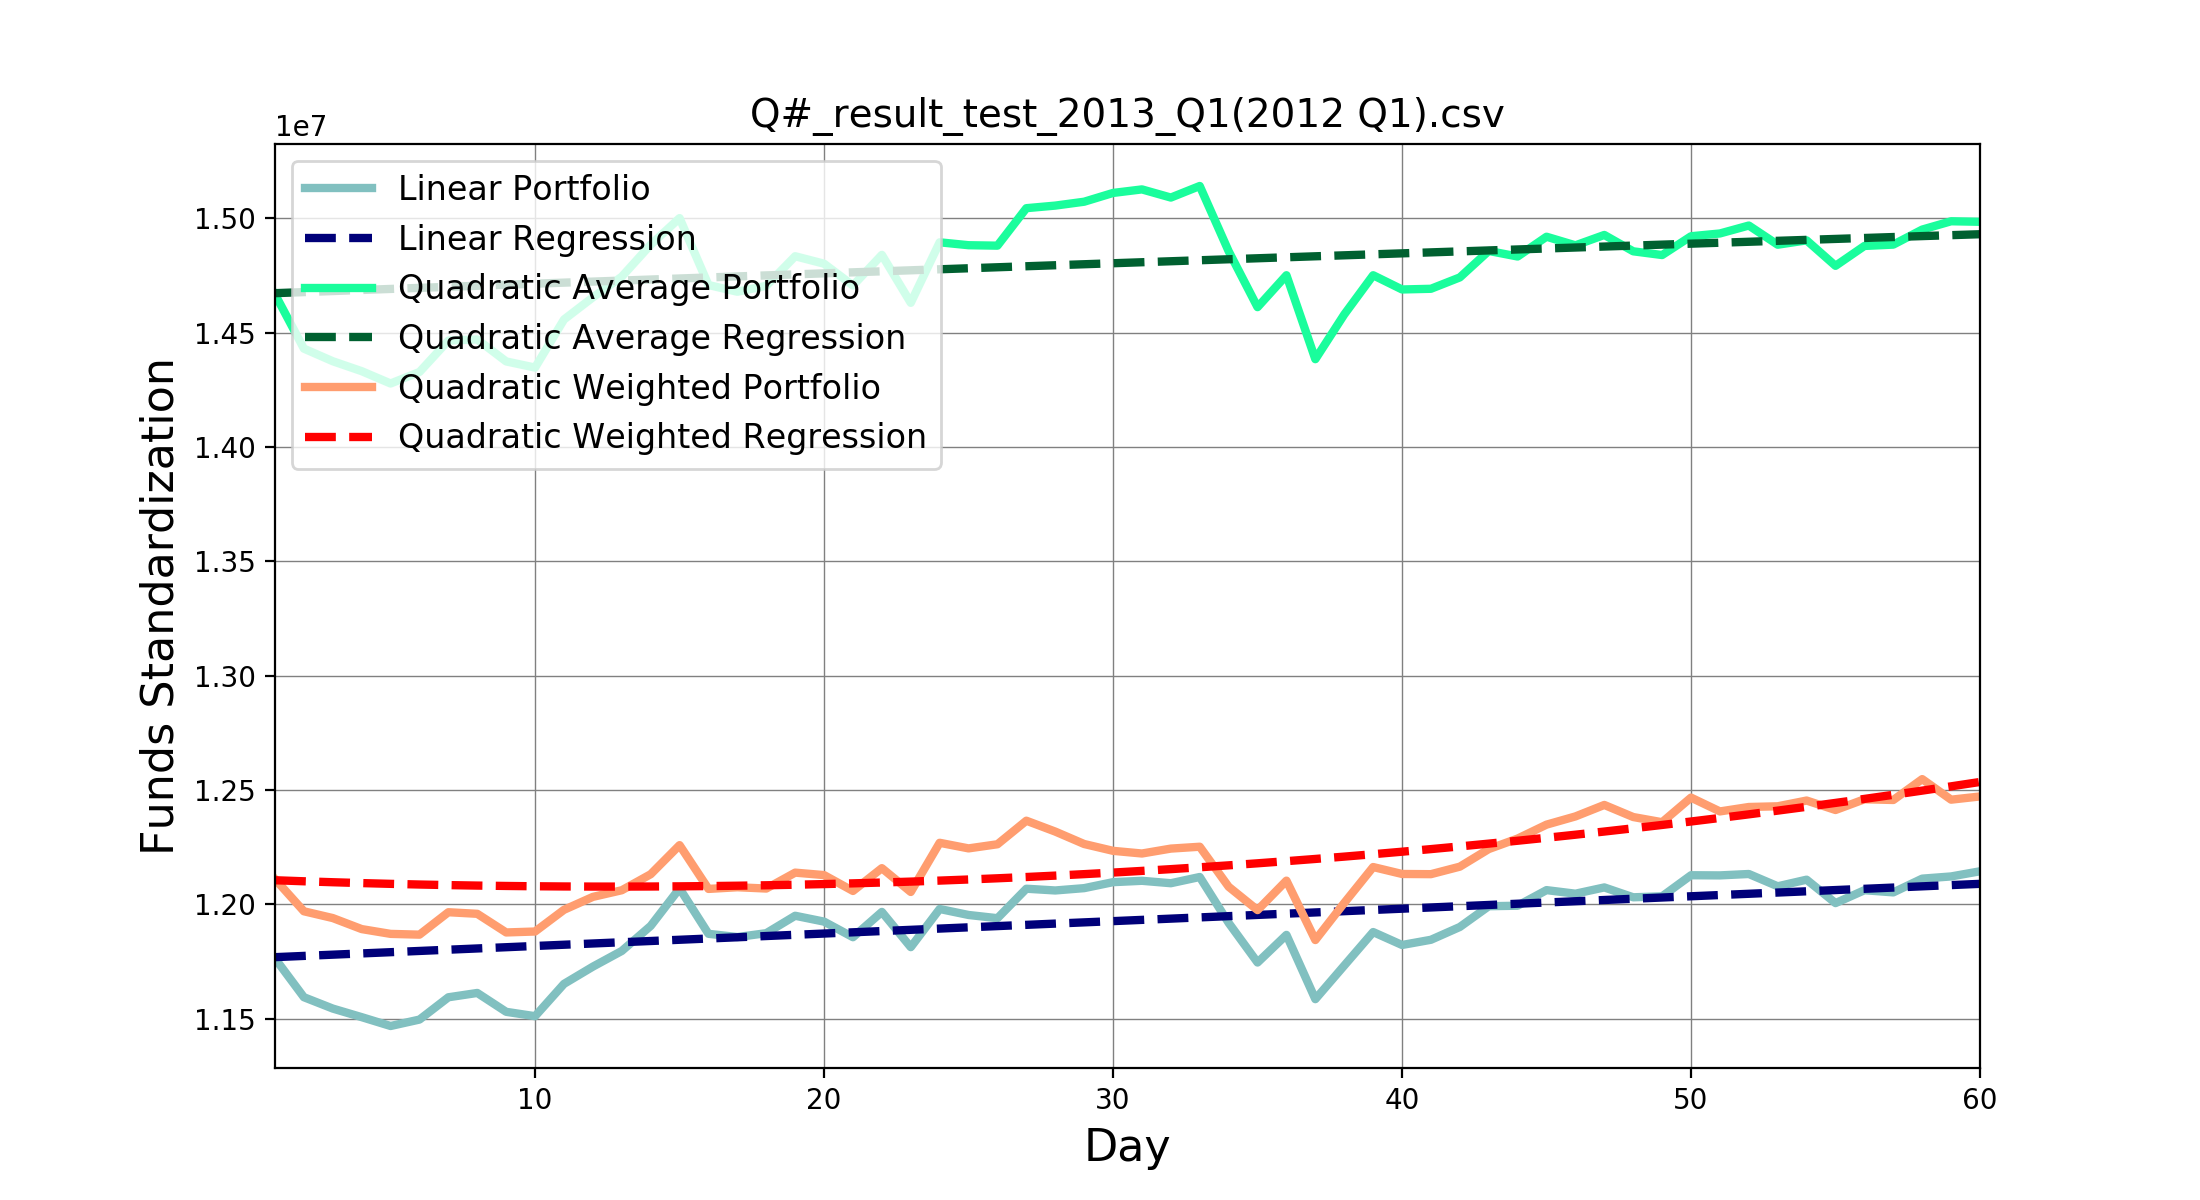 Q#_result_test_2013_Q1(2012 Q1).csv
1e7
Linear Portfolio
Linear Regression
Quadratic Average Portfolio
Quadratic Average Regression
Quadratic Weighted Portfolio
Quadratic Weighted Regression
Funds Standardization
1.50
1.45
1.40
1.35
1.30
1.25
1.20
1.15
10 20 30 40 50 60
Day